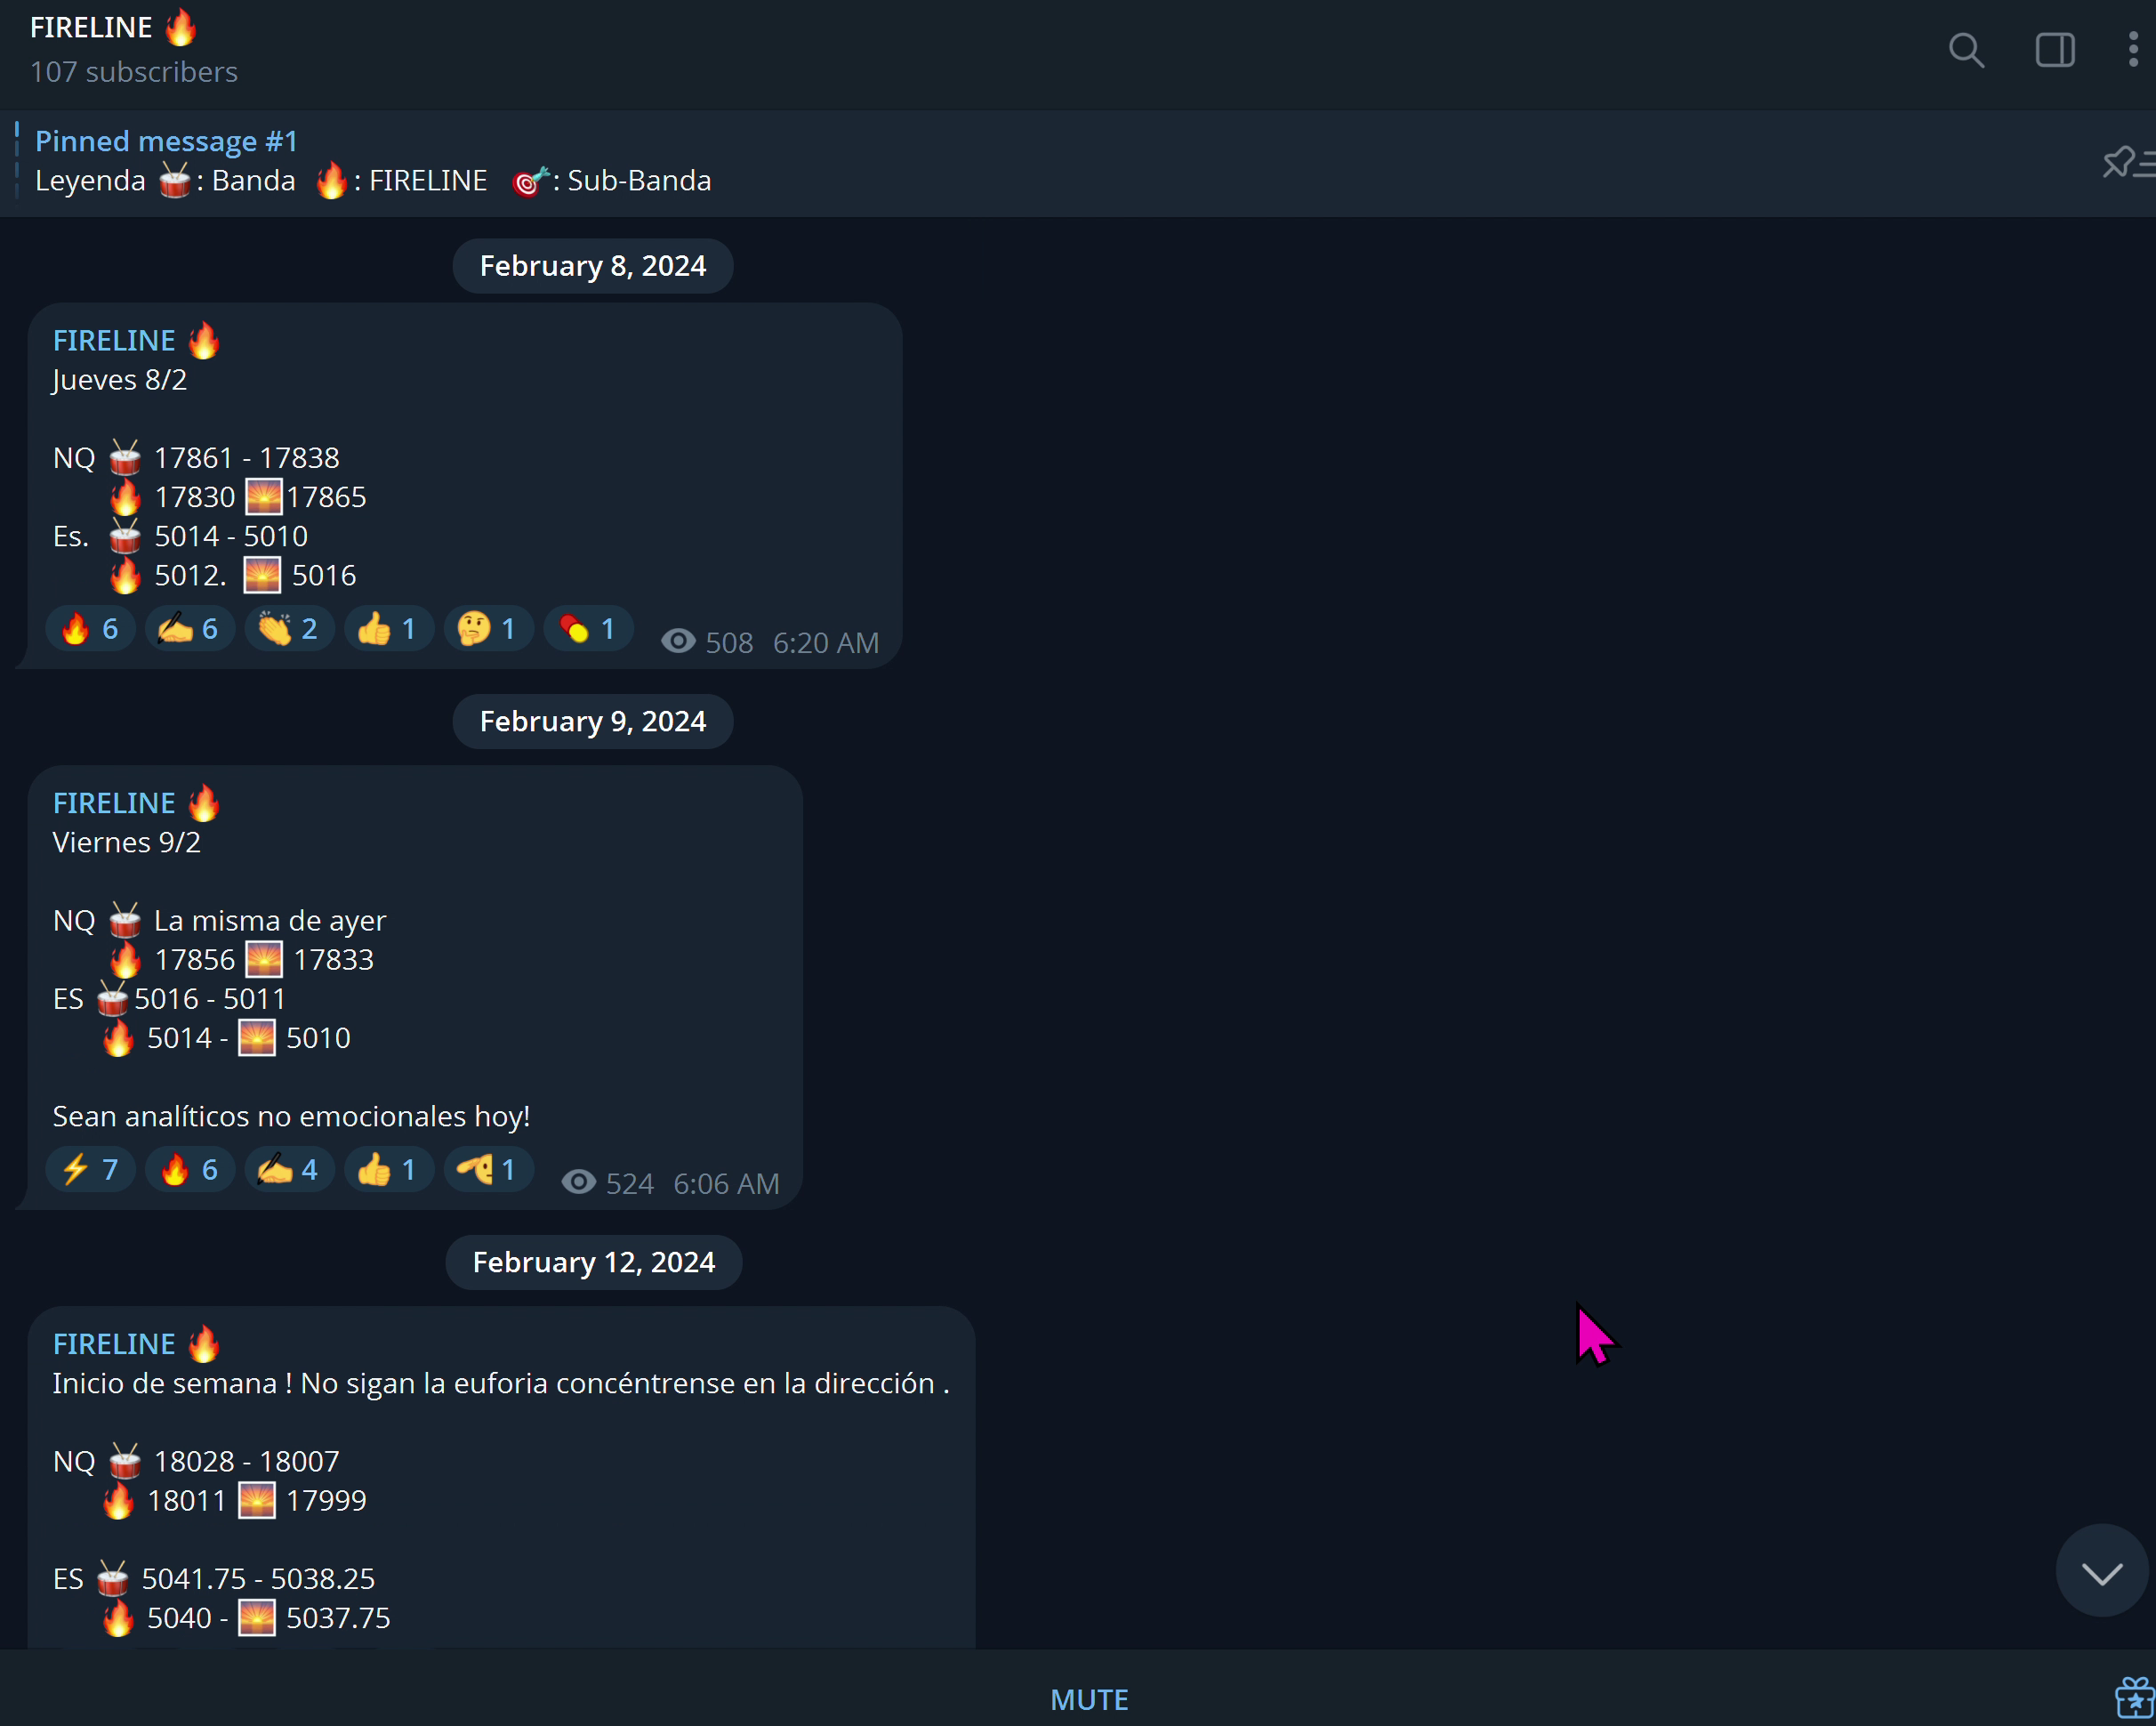 FIRELINE 🔥
107 subscribers
Pinned message #1
Leyenda 🥁: Banda 🔥: FIRELINE 🎯: Sub-Banda
February 8, 2024
FIRELINE 🔥
Jueves 8/2
NQ 🥁 17861 - 17838
🔥 17830 🌅17865
Es. 🥁 5014 - 5010
🔥 5012. 🌅 5016
🔥 6 ✍️ 6 👏 2 👍 1 🤔 1 💊 1 508 6:20 AM
February 9, 2024
FIRELINE 🔥
Viernes 9/2
NQ 🥁 La misma de ayer
🔥 17856 🌅 17833
ES 🥁5016 - 5011
🔥 5014 - 🌅 5010
Sean analíticos no emocionales hoy!
⚡ 7 🔥 6 ✍️ 4 👍 1 🫡 1 524 6:06 AM
February 12, 2024
FIRELINE 🔥
Inicio de semana ! No sigan la euforia concéntrense en la dirección .
NQ 🥁 18028 - 18007
🔥 18011 🌅 17999
ES 🥁 5041.75 - 5038.25
🔥 5040 - 🌅 5037.75
MUTE